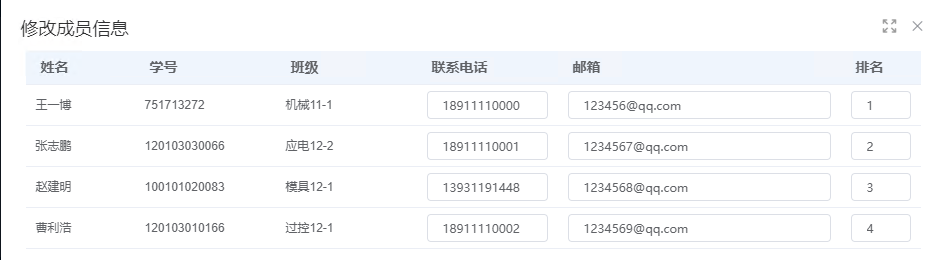 修改成员信息
姓名 学号 班级 联系电话 邮箱 排名
王一博 751713272 机械11-1 18911110000 123456@qq.com 1
张志鹏 120103030066 应电12-2 18911110001 1234567@qq.com 2
赵建明 100101020083 模具12-1 13931191448 1234568@qq.com 3
曹利浩 120103010166 过控12-1 18911110002 1234569@qq.com 4